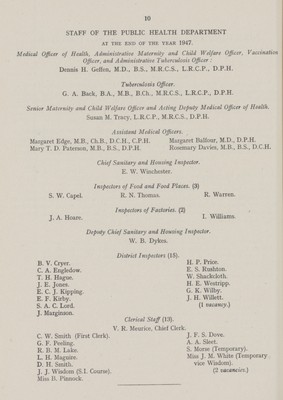 10
STAFF OF THE PUBLIC HEALTH DEPARTMENT
AT THE END OF THE YEAR 1947.
Medical Officer of Health, Administrative Maternity and Child Welfare Officer, Vaccination
Officer, and Administrative Tuberculosis Officer :
Dennis H. Geffen, M.D., B.S., M.R.C.S., L.R.C.P., D.P.H.
Tuberculosis Officer.
G. A. Back, B.A., M.B., B.Ch., M.R.C.S., L.R.C.P., D.P.H.
Senior Maternity and Child Welfare Officer and Acting Deputy Medical Officer of Health.
Susan M. Tracy, L.R.C.P., M.R.C.S., D.P.H.
Assistant Medical Officers.
Margaret Edge, M.B., Ch.B., D.C.H., C.P.H.
Margaret Balfour, M.D., D.P.H.
Mary T. D. Paterson, M.B., B.S., D.P.H.
Rosemary Davies, M.B., B.S., D.C.H.
Chief Sanitary and Housing Inspector.
E. W. Winchester.
Inspectors of Food and Food Places. (3)
S. W. Capel. R. N. Thomas. R. Warren.
Inspectors of Factories. (2)
J. A. Hoare. I. Williams.
Deputy Chief Sanitary and Housing Inspector.
W. B. Dykes.
District Inspectors (15).
B. V. Cryer.
C. A. Engledow.
T. H. Hague.
J. E. Jones.
E. C. J. Kipping.
E. F. Kirby.
S. A. C. Lord.
J. Marginson.
H. P. Price.
E. S. Rushton.
W. Shackcloth.
H. E. Westripp.
G. K. Wilby.
J. H. Willett.
(1 vacancy.)
Clerical Staff (13).
V. R. Meurice, Chief Clerk.
C. W. Smith (First Clerk).
G. F. Peeling.
R. B. M. Lake.
L. H. Maguire.
D. H. Smith.
J. J. Wisdom (S.I. Course).
Miss D. Pinnock.
J. P. S. Dove.
A. A. Sleet.
S. Morse (Temporary).
Miss J. M. White (Temporary,
vice Wisdom).
(2 vacancies.)